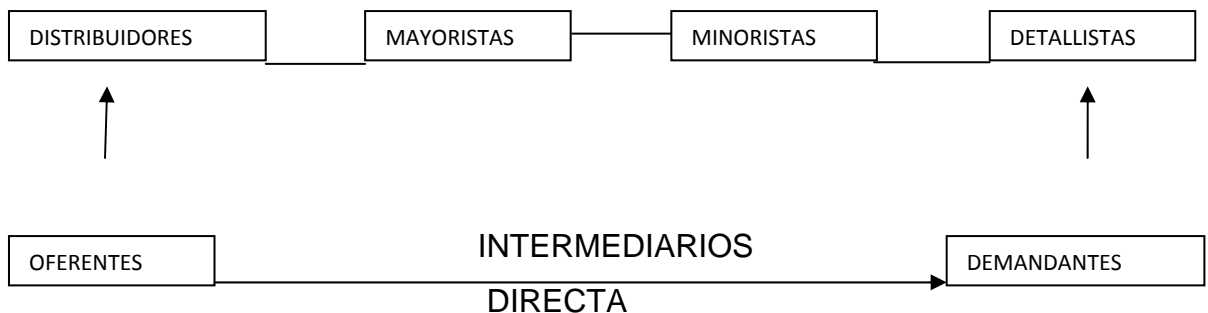 DISTRIBUIDORES MAYORISTAS MINORISTAS DETALLISTAS
INTERMEDIARIOS
OFERENTES DEMANDANTES
DIRECTA